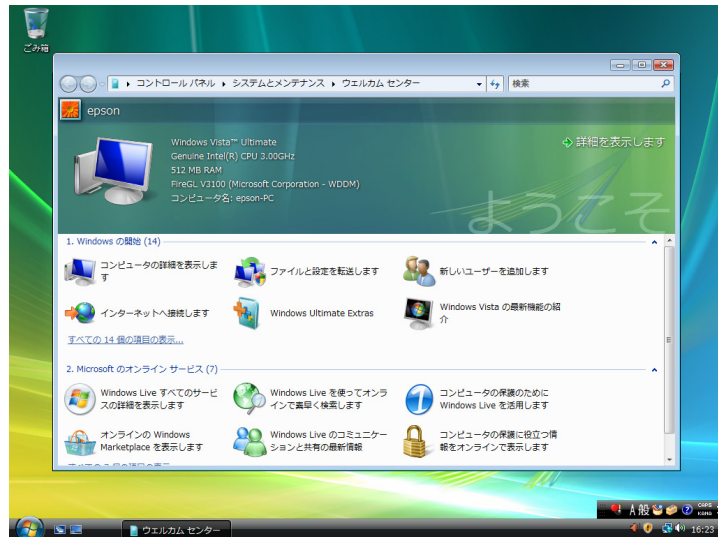 ごみ箱
コントロール パネル ▸ システムとメンテナンス ▸ ウエルカム センター
検索
epson
Windows Vista™ Ultimate
Genuine Intel(R) CPU 3.00GHz
512 MB RAM
FireGL V3100 (Microsoft Corporation - WDDM)
コンピュータ名: epson-PC
詳細を表示します
ようこそ
1. Windows の開始 (14)
コンピュータの詳細を表示しま
す
ファイルと設定を転送します
新しいユーザーを追加します
インターネットへ接続します
Windows Ultimate Extras
Windows Vista の最新機能の紹
介
すべての 14 個の項目の表示...
2. Microsoft のオンライン サービス (7)
Windows Live すべてのサービ
スの詳細を表示します
Windows Live を使ってオンラ
インで素早く検索します
コンピュータの保護のために
Windows Live を活用します
オンラインの Windows
Marketplace を表示します
Windows Live のコミュニケー
ションと共有の最新情報
コンピュータの保護に役立つ情
報をオンラインで表示します
A 般
CAPS
KANA
ウエルカム センター
16:23